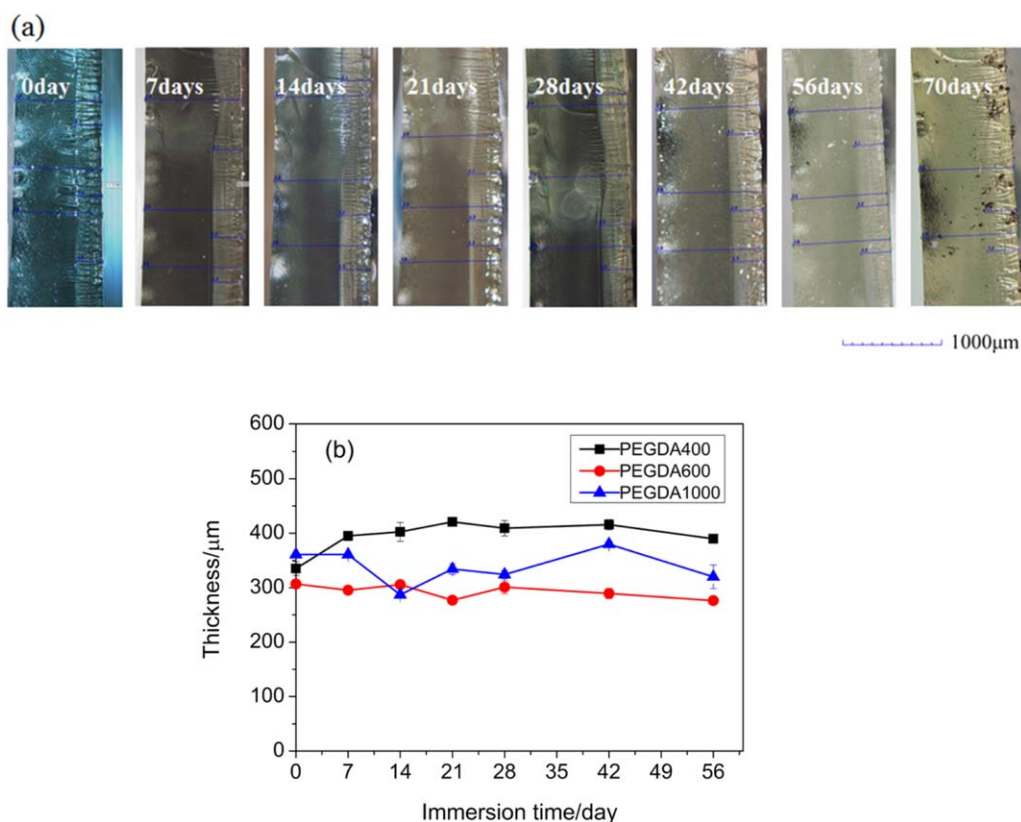 (a)
0day 7days 14days 21days 28days 42days 56days 70days
1000μm
600
(b)
PEGDA400
PEGDA600
PEGDA1000
500
400
300
200
100
0
Thickness/μm
0 7 14 21 28 35 42 49 56
Immersion time/day